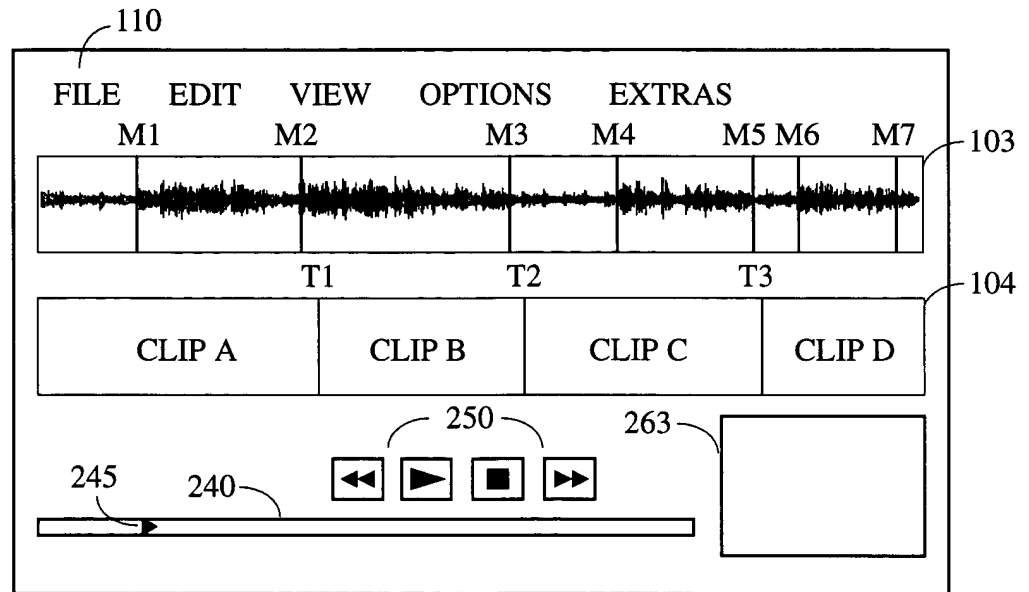 110
FILE EDIT VIEW OPTIONS EXTRAS
M1 M2 M3 M4 M5 M6 M7
103
T1 T2 T3
104
CLIP A CLIP B CLIP C CLIP D
250 263
245 240